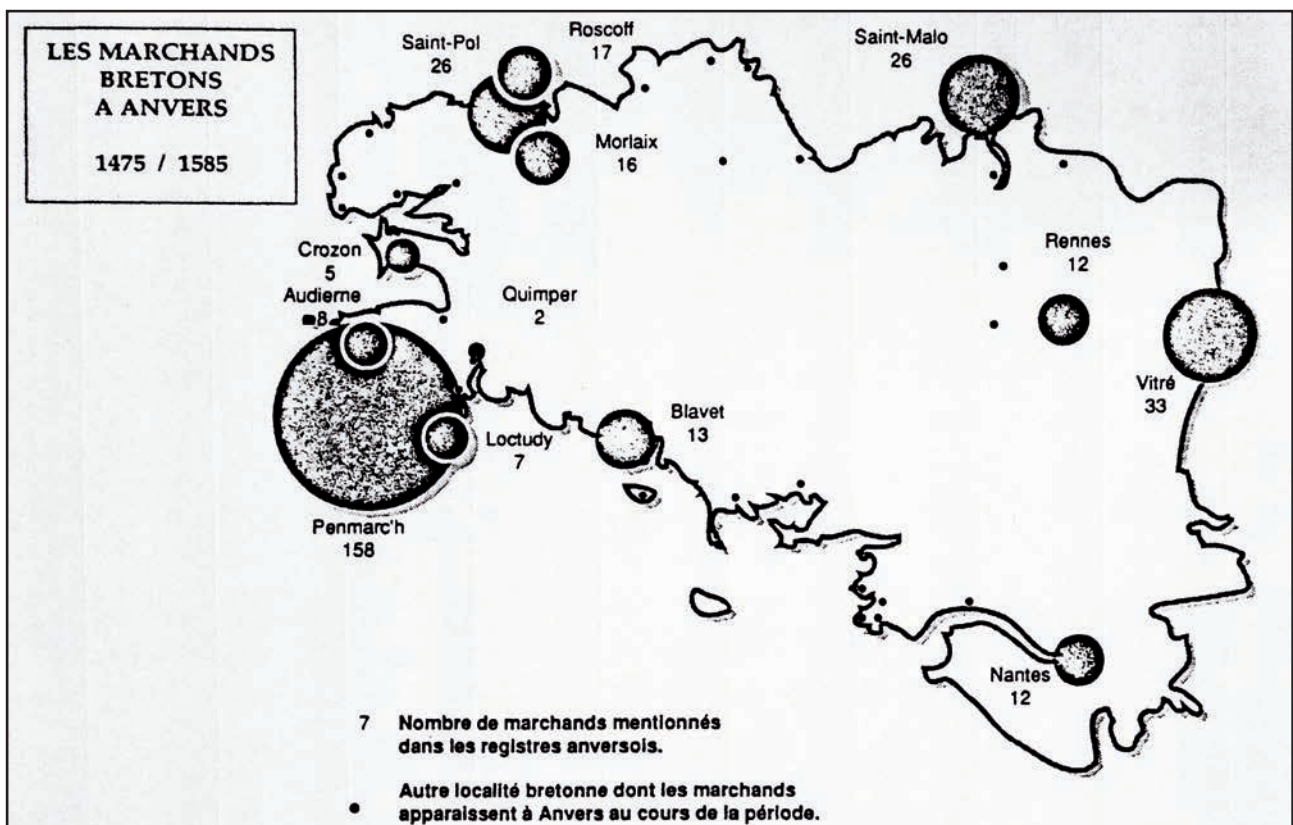 LES MARCHANDS
BRETONS
A ANVERS
1475 / 1585
Saint-Pol
26
Roscoff
17
Morlaix
16
Saint-Malo
26
Crozon
5
Audierne
8
Quimper
2
Rennes
12
Vitré
33
Blavet
13
Loctudy
7
Penmarc'h
158
Nantes
12
7 Nombre de marchands mentionnés
dans les registres anversois.
Autre localité bretonne dont les marchands
apparaissent à Anvers au cours de la période.